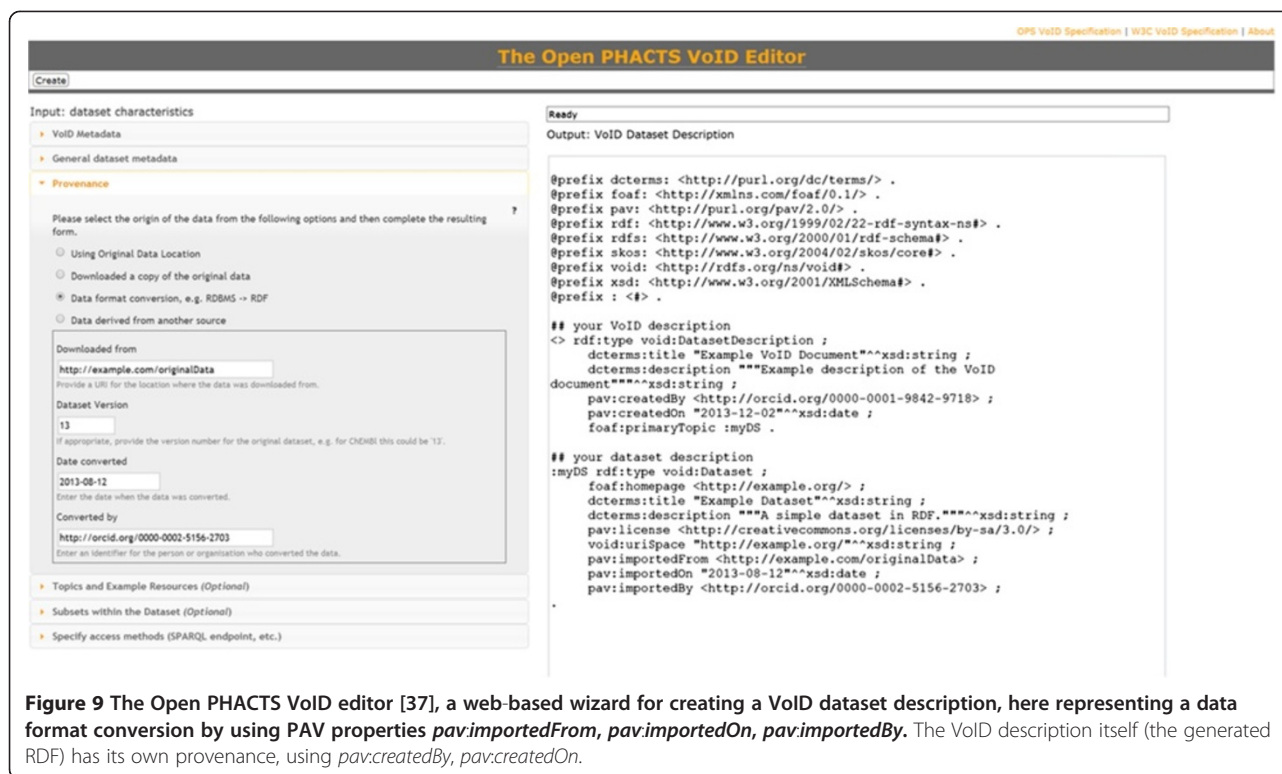 OPS VoID Specification | W3C VoID Specification | About
The Open PHACTS VoID Editor
Create
Input: dataset characteristics
VoID Metadata
General dataset metadata
Provenance
Please select the origin of the data from the following options and then complete the resulting
form.
?
Using Original Data Location
Downloaded a copy of the original data
Data format conversion, e.g. RDBMS -> RDF
Data derived from another source
Downloaded from
http://example.com/originalData
Provide a URI for the location where the data was downloaded from.
Dataset Version
13
If appropriate, provide the version number for the original dataset, e.g. for ChEMBl this could be '13'.
Date converted
2013-08-12
Enter the date when the data was converted.
Converted by
http://orcid.org/0000-0002-5156-2703
Enter an identifier for the person or organisation who converted the data.
Topics and Example Resources (Optional)
Subsets within the Dataset (Optional)
Specify access methods (SPARQL endpoint, etc.)
Ready
Output: VoID Dataset Description
@prefix dcterms: <http://purl.org/dc/terms/> .
@prefix foaf: <http://xmlns.com/foaf/0.1/> .
@prefix pav: <http://purl.org/pav/2.0/> .
@prefix rdf: <http://www.w3.org/1999/02/22-rdf-syntax-ns#> .
@prefix rdfs: <http://www.w3.org/2000/01/rdf-schema#> .
@prefix skos: <http://www.w3.org/2004/02/skos/core#> .
@prefix void: <http://rdfs.org/ns/void#> .
@prefix xsd: <http://www.w3.org/2001/XMLSchema#> .
@prefix : <#> .
## your VoID description
<> rdf:type void:DatasetDescription ;
dcterms:title "Example VoID Document"^^xsd:string ;
dcterms:description """Example description of the VoID
document"""^^xsd:string ;
pav:createdBy <http://orcid.org/0000-0001-9842-9718> ;
pav:createdOn "2013-12-02"^^xsd:date ;
foaf:primaryTopic :myDS .
## your dataset description
:myDS rdf:type void:Dataset ;
foaf:homepage <http://example.org/> ;
dcterms:title "Example Dataset"^^xsd:string ;
dcterms:description """A simple dataset in RDF."""^^xsd:string ;
pav:license <http://creativecommons.org/licenses/by-sa/3.0/> ;
void:uriSpace "http://example.org/"^^xsd:string ;
pav:importedFrom <http://example.com/originalData> ;
pav:importedOn "2013-08-12"^^xsd:date ;
pav:importedBy <http://orcid.org/0000-0002-5156-2703> ;
.
Figure 9 The Open PHACTS VoID editor [37], a web-based wizard for creating a VoID dataset description, here representing a data
format conversion by using PAV properties pav:importedFrom, pav:importedOn, pav:importedBy. The VoID description itself (the generated
RDF) has its own provenance, using pav:createdBy, pav:createdOn.